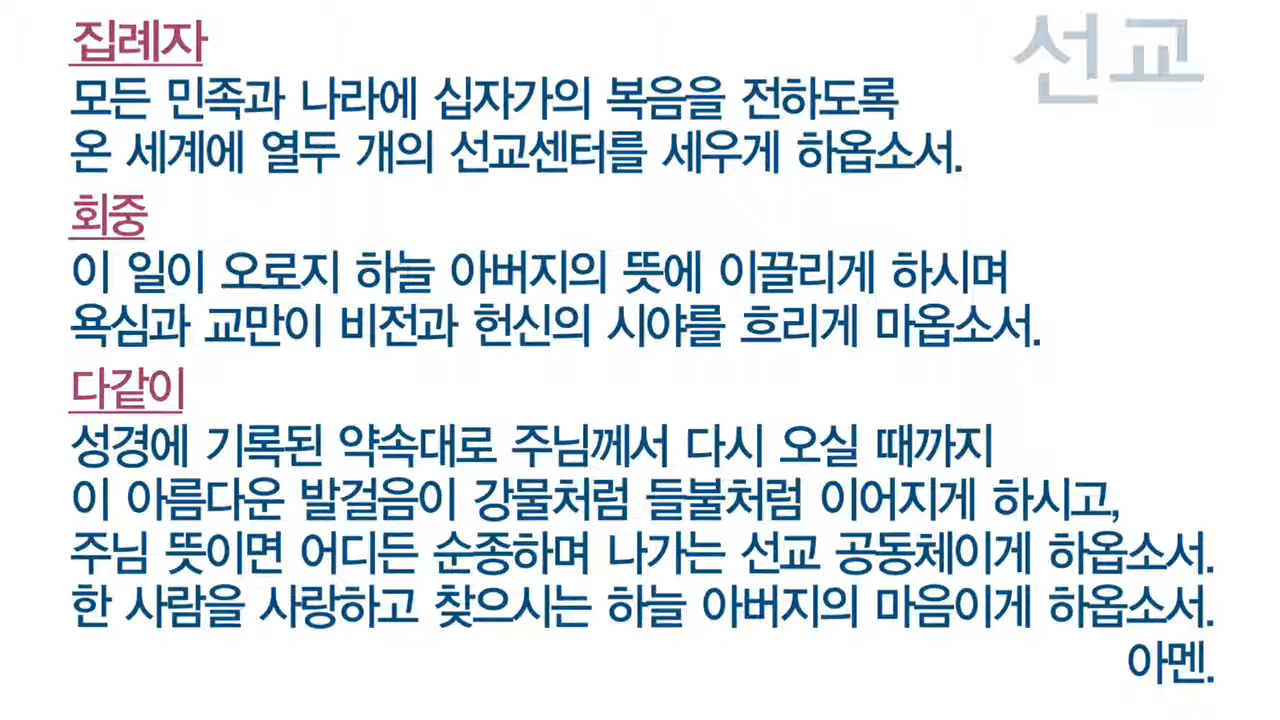 선교
집례자
모든 민족과 나라에 십자가의 복음을 전하도록
온 세계에 열두 개의 선교센터를 세우게 하옵소서.
회중
이 일이 오로지 하늘 아버지의 뜻에 이끌리게 하시며
욕심과 교만이 비전과 헌신의 시야를 흐리게 마옵소서.
다같이
성경에 기록된 약속대로 주님께서 다시 오실 때까지
이 아름다운 발걸음이 강물처럼 들불처럼 이어지게 하시고,
주님 뜻이면 어디든 순종하며 나가는 선교 공동체이게 하옵소서.
한 사람을 사랑하고 찾으시는 하늘 아버지의 마음이게 하옵소서.
아멘.